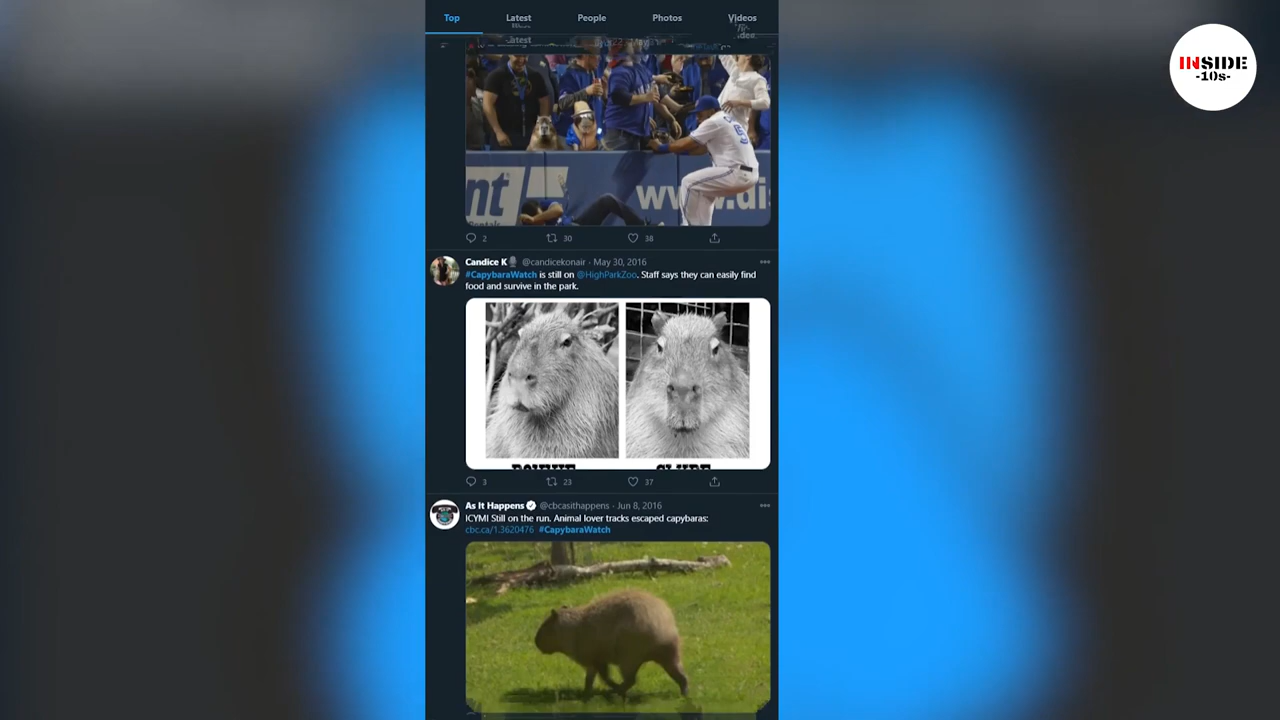 Top
Latest
People
Photos
Videos
INSIDE
-10s-
nt
www.dis
2
30
38
Candice K @candicekonair · May 30, 2016
#CapybaraWatch is still on @HighParkZoo. Staff says they can easily find
food and survive in the park.
3
23
37
As It Happens @cbcasithappens · Jun 8, 2016
ICYMI Still on the run. Animal lover tracks escaped capybaras:
cbc.ca/1.3620476 #CapybaraWatch